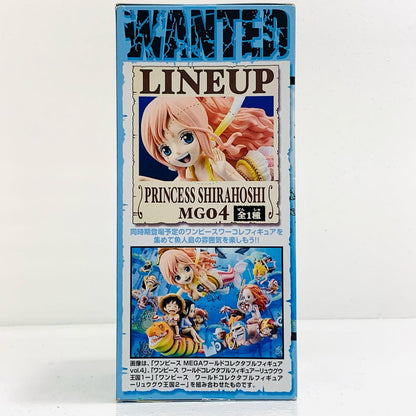 WANTED
LINEUP
PRINCESS SHIRAHOSHI
MG04 全1種
同時期登場予定のワンピースワーコレフィギュアを
集めて魚人島の雰囲気を楽しもう!!
画像は、「ワンピース MEGAワールドコレクタブルフィギュア
vol.4」、「ワンピース ワールドコレクタブルフィギュアーリュウグウ
王国1ー」「ワンピース ワールドコレクタブルフィギュア
ーリュウグウ王国2ー」を組み合わせたものです。